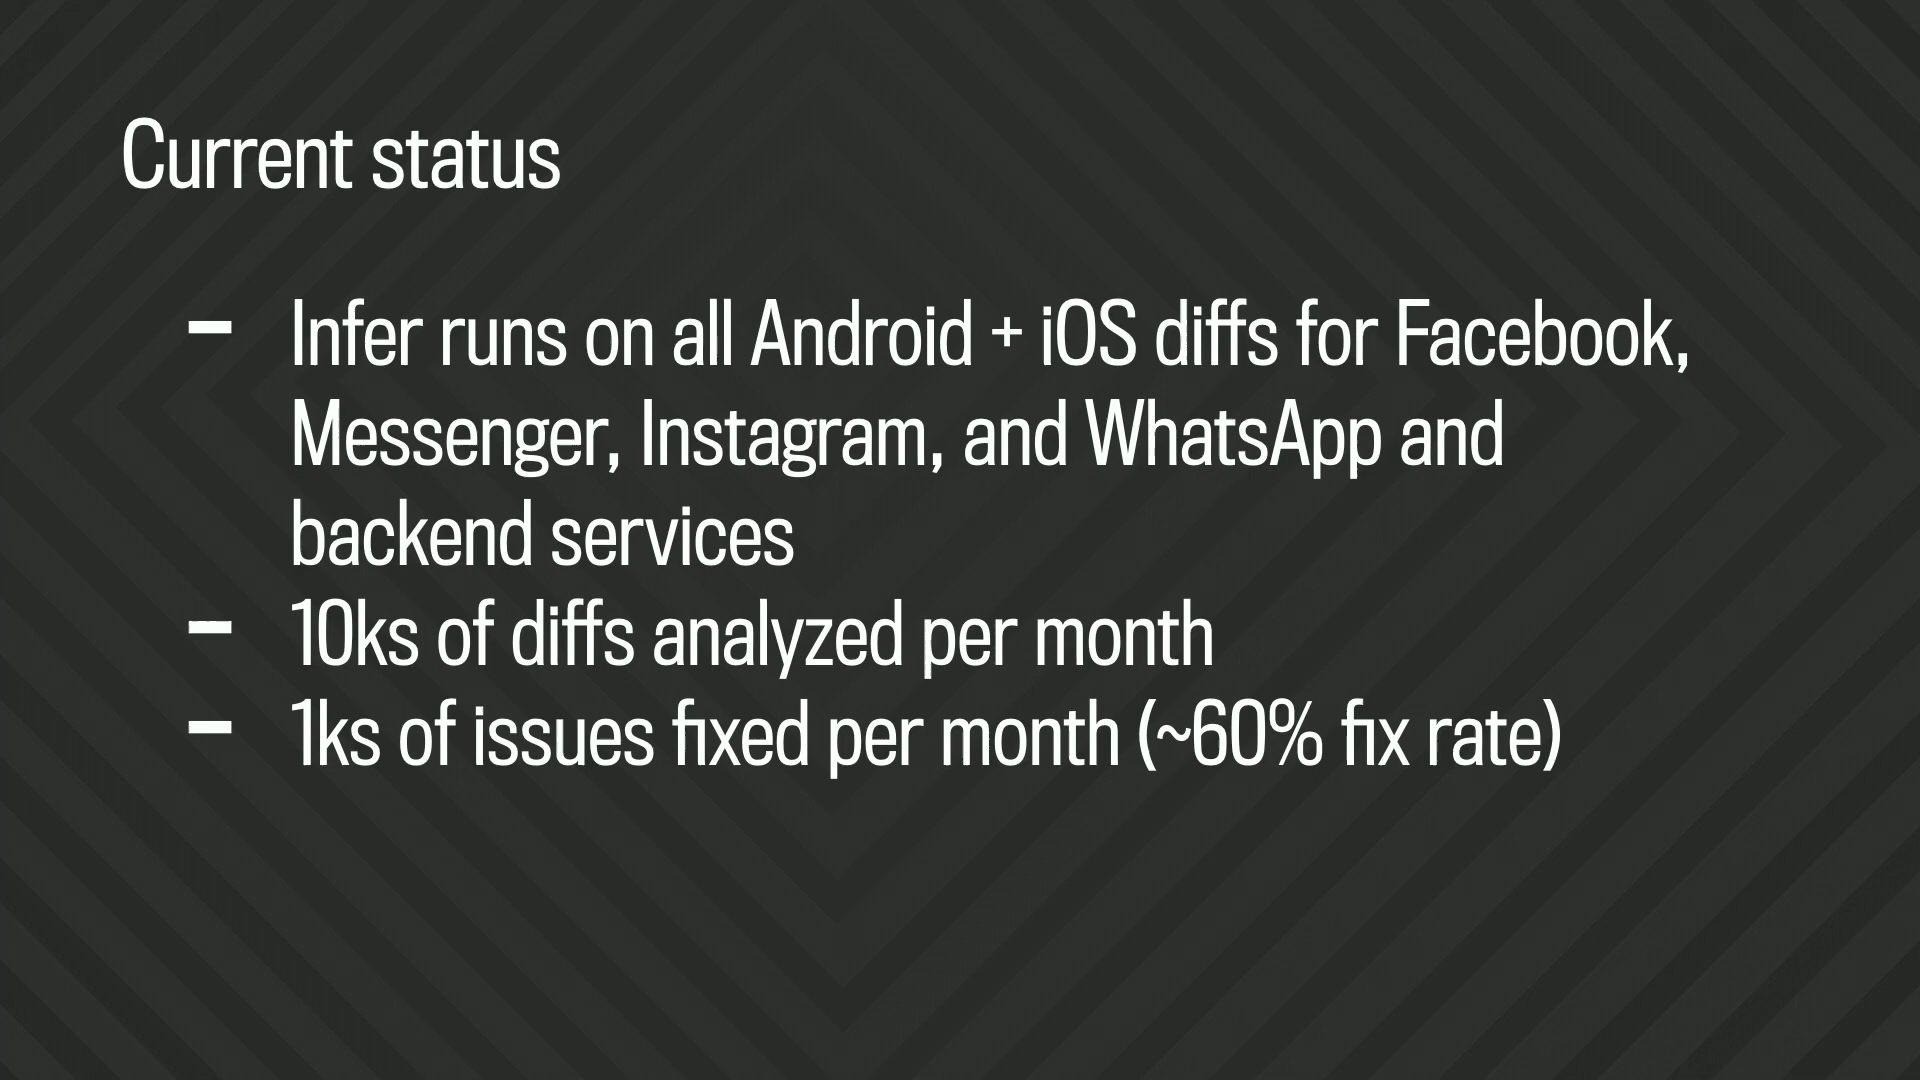 Current status
- Infer runs on all Android + iOS diffs for Facebook,
Messenger, Instagram, and WhatsApp and
backend services
- 10ks of diffs analyzed per month
- 1ks of issues fixed per month (~60% fix rate)